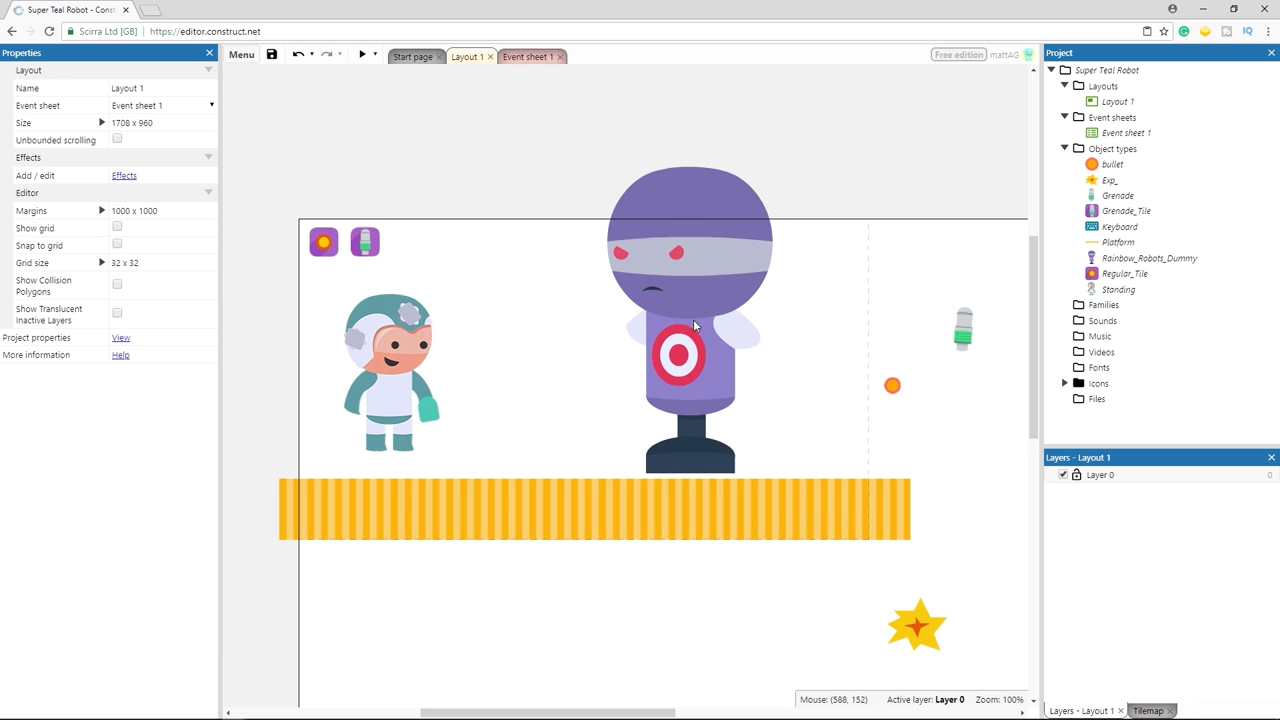 Super Teal Robot - Const
Scirra Ltd [GB] https://editor.construct.net
Properties
Menu
Start page
Layout 1
Event sheet 1
Free edition
mattAG
Project
Layout
Name Layout 1
Event sheet Event sheet 1
Size 1708 x 960
Unbounded scrolling
Effects
Add / edit Effects
Editor
Margins 1000 x 1000
Show grid
Snap to grid
Grid size 32 x 32
Show Collision
Polygons
Show Translucent
Inactive Layers
Project properties View
More information Help
Super Teal Robot
Layouts
Layout 1
Event sheets
Event sheet 1
Object types
bullet
Exp_
Grenade
Grenade_Tile
Keyboard
Platform
Rainbow_Robots_Dummy
Regular_Tile
Standing
Families
Sounds
Music
Videos
Fonts
Icons
Files
Layers - Layout 1
Layer 0 0
Mouse: (588, 152) Active layer: Layer 0 Zoom: 100%
Layers - Layout 1
Tilemap